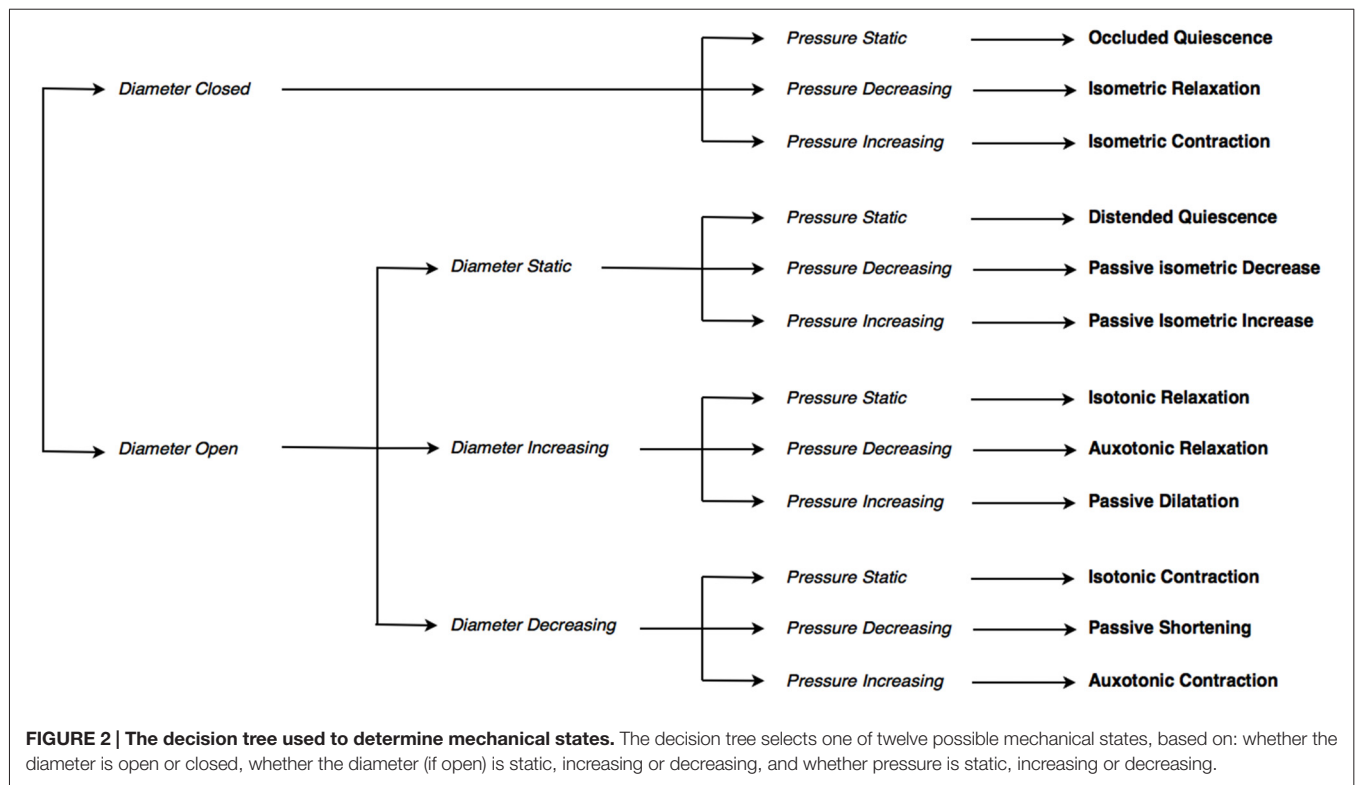 Pressure Static
Occluded Quiescence
Diameter Closed
Pressure Decreasing
Isometric Relaxation
Pressure Increasing
Isometric Contraction
Pressure Static
Distended Quiescence
Diameter Static
Pressure Decreasing
Passive isometric Decrease
Pressure Increasing
Passive Isometric Increase
Pressure Static
Isotonic Relaxation
Diameter Open
Diameter Increasing
Pressure Decreasing
Auxotonic Relaxation
Pressure Increasing
Passive Dilatation
Pressure Static
Isotonic Contraction
Diameter Decreasing
Pressure Decreasing
Passive Shortening
Pressure Increasing
Auxotonic Contraction
FIGURE 2 | The decision tree used to determine mechanical states. The decision tree selects one of twelve possible mechanical states, based on: whether the
diameter is open or closed, whether the diameter (if open) is static, increasing or decreasing, and whether pressure is static, increasing or decreasing.